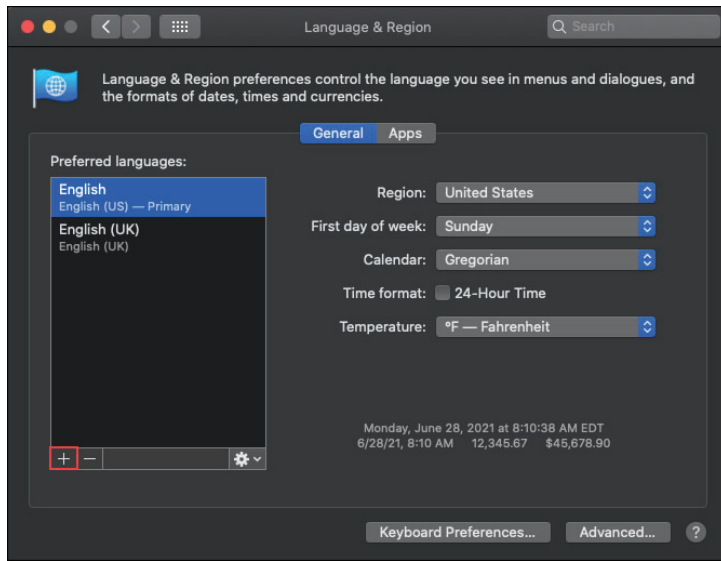 Language & Region
Search
Language & Region preferences control the language you see in menus and dialogues, and
the formats of dates, times and currencies.
General Apps
Preferred languages:
English
English (US) — Primary
English (UK)
English (UK)
Region: United States
First day of week: Sunday
Calendar: Gregorian
Time format: 24-Hour Time
Temperature: °F — Fahrenheit
Monday, June 28, 2021 at 8:10:38 AM EDT
6/28/21, 8:10 AM 12,345.67 $45,678.90
+ −
Keyboard Preferences... Advanced... ?